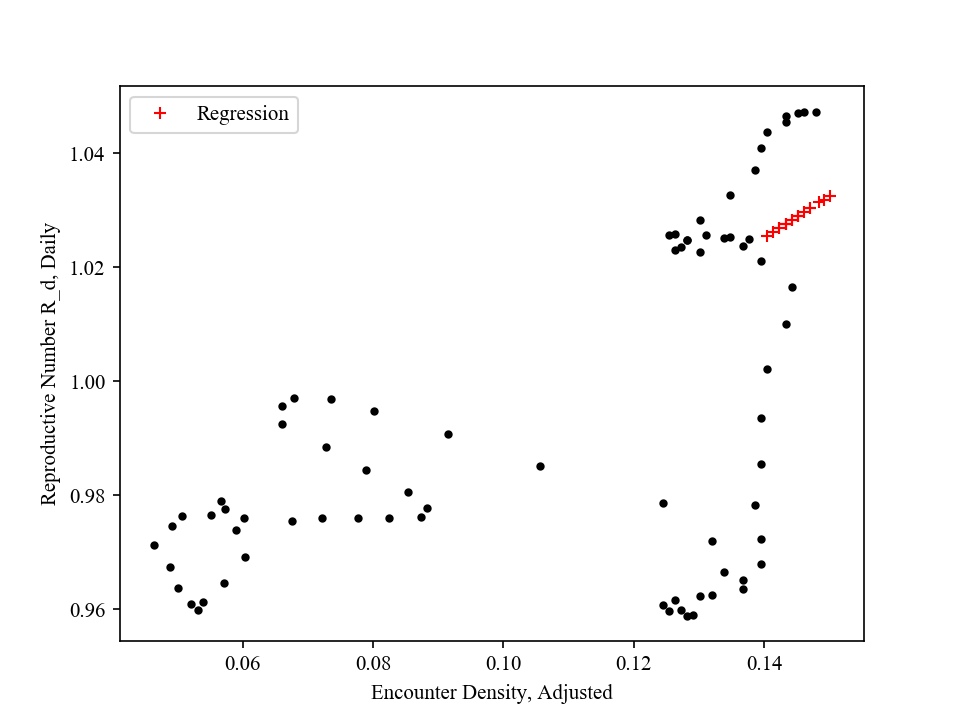 Regression
1.04
1.02
1.00
0.98
0.96
Reproductive Number R_d, Daily
0.06 0.08 0.10 0.12 0.14
Encounter Density, Adjusted